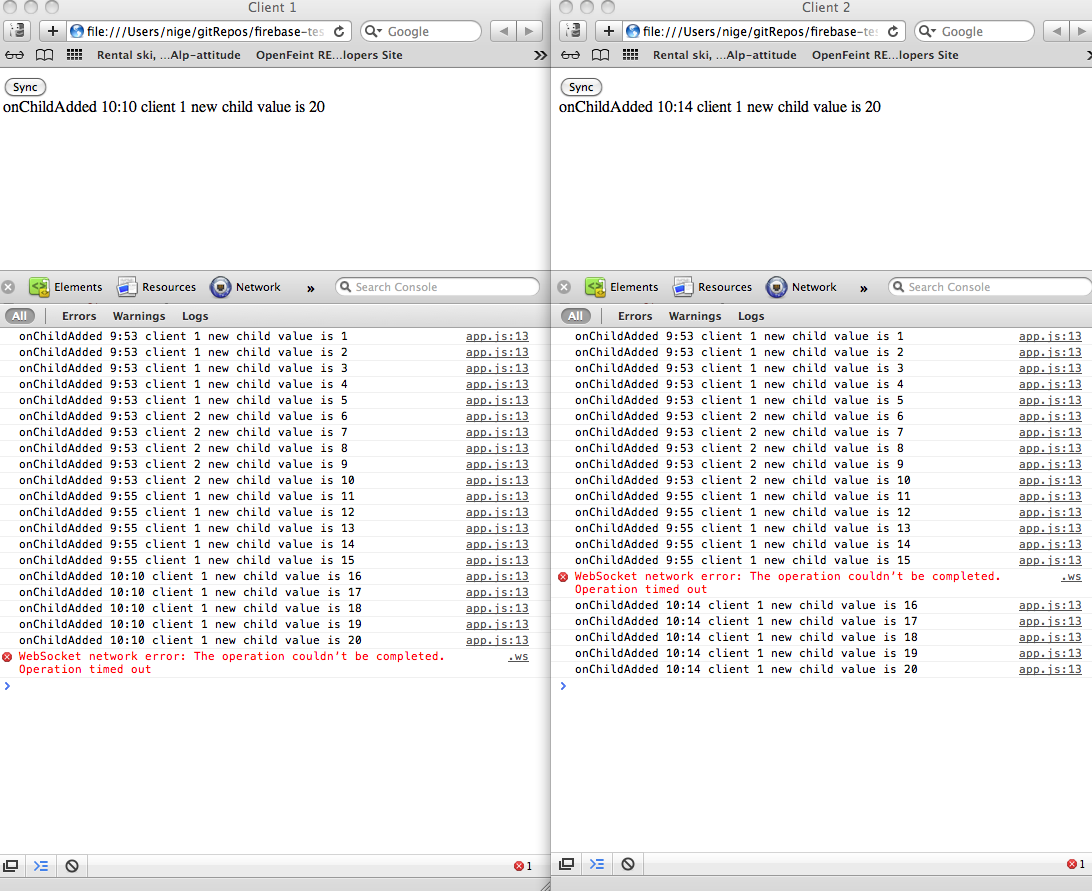 Client 1
file:///Users/nige/gitRepos/firebase-tes
Google
Rental ski, ...Alp-attitude OpenFeint RE...lopers Site »
Sync
onChildAdded 10:10 client 1 new child value is 20
Elements Resources Network » Search Console
All Errors Warnings Logs
onChildAdded 9:53 client 1 new child value is 1 app.js:13
onChildAdded 9:53 client 1 new child value is 2 app.js:13
onChildAdded 9:53 client 1 new child value is 3 app.js:13
onChildAdded 9:53 client 1 new child value is 4 app.js:13
onChildAdded 9:53 client 1 new child value is 5 app.js:13
onChildAdded 9:53 client 2 new child value is 6 app.js:13
onChildAdded 9:53 client 2 new child value is 7 app.js:13
onChildAdded 9:53 client 2 new child value is 8 app.js:13
onChildAdded 9:53 client 2 new child value is 9 app.js:13
onChildAdded 9:53 client 2 new child value is 10 app.js:13
onChildAdded 9:55 client 1 new child value is 11 app.js:13
onChildAdded 9:55 client 1 new child value is 12 app.js:13
onChildAdded 9:55 client 1 new child value is 13 app.js:13
onChildAdded 9:55 client 1 new child value is 14 app.js:13
onChildAdded 9:55 client 1 new child value is 15 app.js:13
onChildAdded 10:10 client 1 new child value is 16 app.js:13
onChildAdded 10:10 client 1 new child value is 17 app.js:13
onChildAdded 10:10 client 1 new child value is 18 app.js:13
onChildAdded 10:10 client 1 new child value is 19 app.js:13
onChildAdded 10:10 client 1 new child value is 20 app.js:13
WebSocket network error: The operation couldn’t be completed. .ws
Operation timed out
1
Client 2
file:///Users/nige/gitRepos/firebase-tes
Google
Rental ski, ...Alp-attitude OpenFeint RE...lopers Site
Sync
onChildAdded 10:14 client 1 new child value is 20
Elements Resources Network » Search Console
All Errors Warnings Logs
onChildAdded 9:53 client 1 new child value is 1 app.js:13
onChildAdded 9:53 client 1 new child value is 2 app.js:13
onChildAdded 9:53 client 1 new child value is 3 app.js:13
onChildAdded 9:53 client 1 new child value is 4 app.js:13
onChildAdded 9:53 client 1 new child value is 5 app.js:13
onChildAdded 9:53 client 2 new child value is 6 app.js:13
onChildAdded 9:53 client 2 new child value is 7 app.js:13
onChildAdded 9:53 client 2 new child value is 8 app.js:13
onChildAdded 9:53 client 2 new child value is 9 app.js:13
onChildAdded 9:53 client 2 new child value is 10 app.js:13
onChildAdded 9:55 client 1 new child value is 11 app.js:13
onChildAdded 9:55 client 1 new child value is 12 app.js:13
onChildAdded 9:55 client 1 new child value is 13 app.js:13
onChildAdded 9:55 client 1 new child value is 14 app.js:13
onChildAdded 9:55 client 1 new child value is 15 app.js:13
WebSocket network error: The operation couldn’t be completed. .ws
Operation timed out
onChildAdded 10:14 client 1 new child value is 16 app.js:13
onChildAdded 10:14 client 1 new child value is 17 app.js:13
onChildAdded 10:14 client 1 new child value is 18 app.js:13
onChildAdded 10:14 client 1 new child value is 19 app.js:13
onChildAdded 10:14 client 1 new child value is 20 app.js:13
1